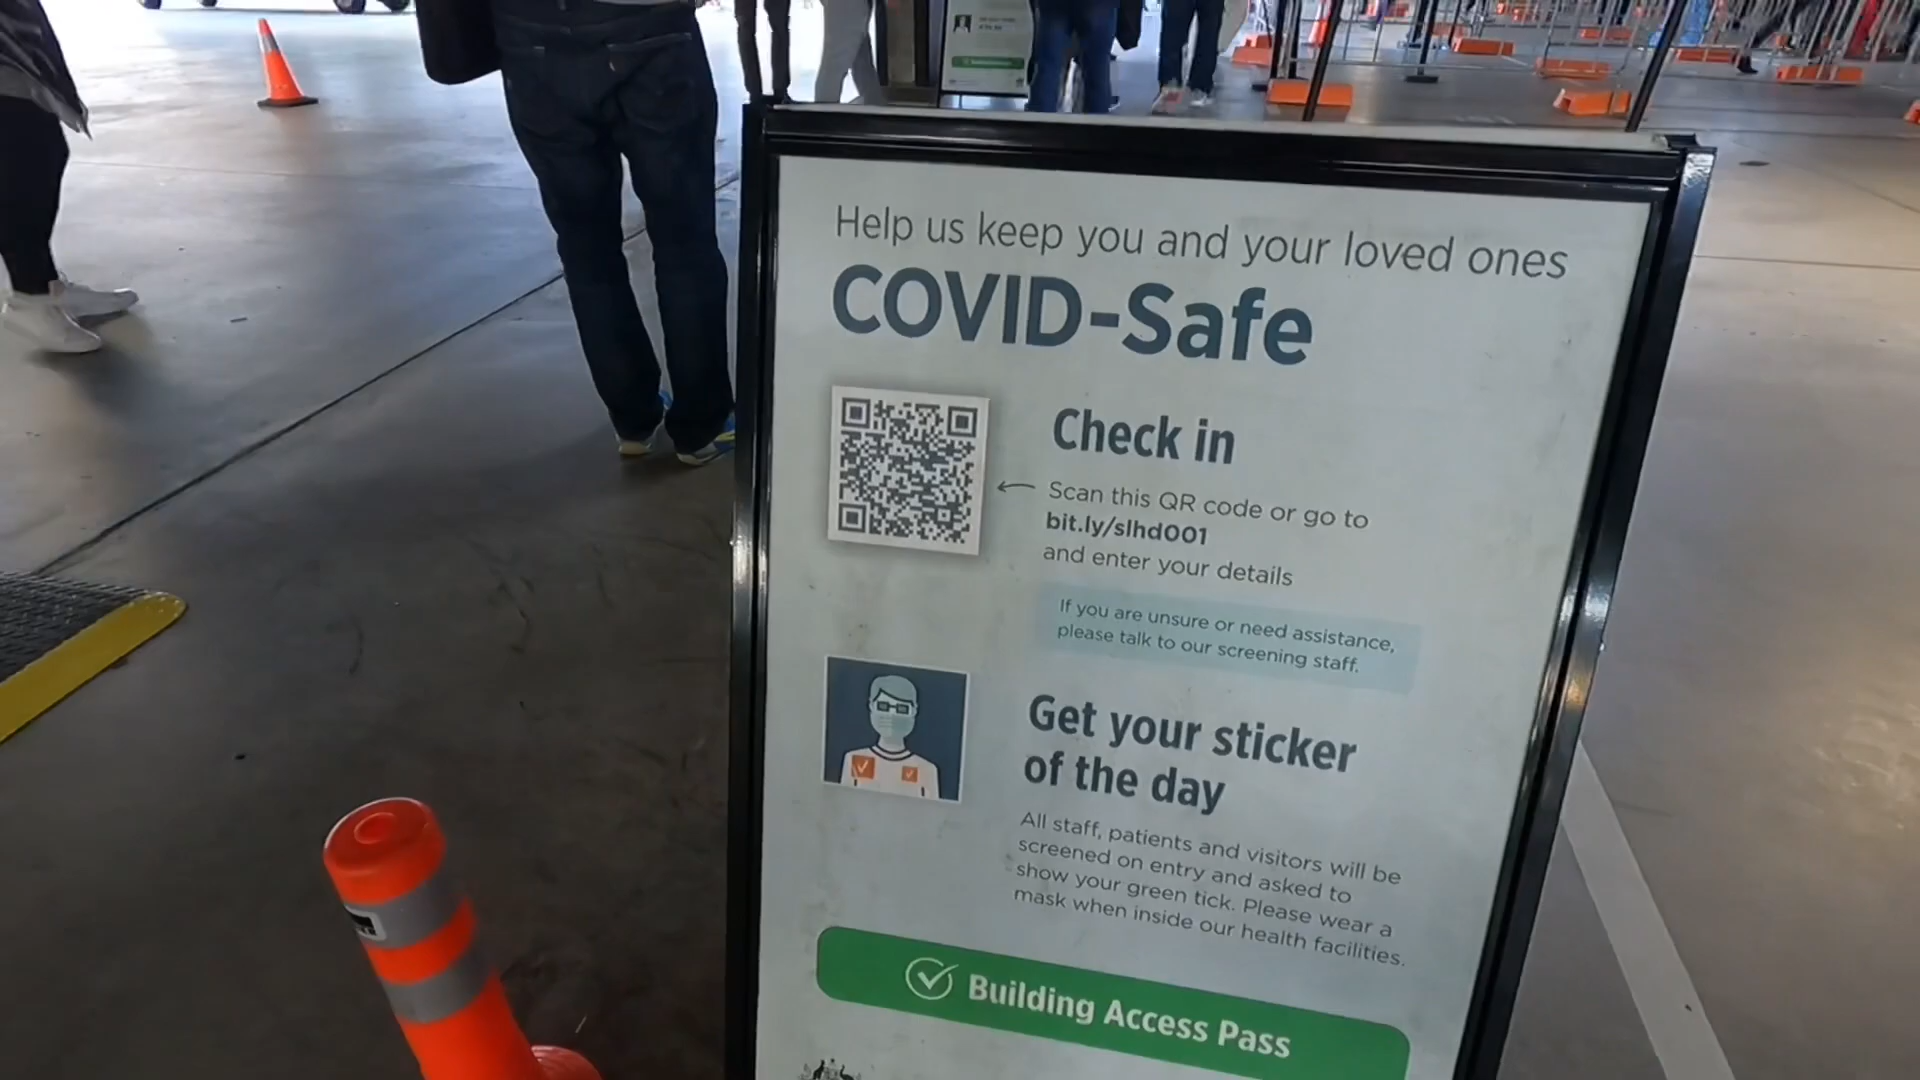 Help us keep you and your loved ones
COVID-Safe
Check in
Scan this QR code or go to
bit.ly/slhd001
and enter your details
If you are unsure or need assistance,
please talk to our screening staff.
Get your sticker
of the day
All staff, patients and visitors will be
screened on entry and asked to
show your green tick. Please wear a
mask when inside our health facilities.
Building Access Pass